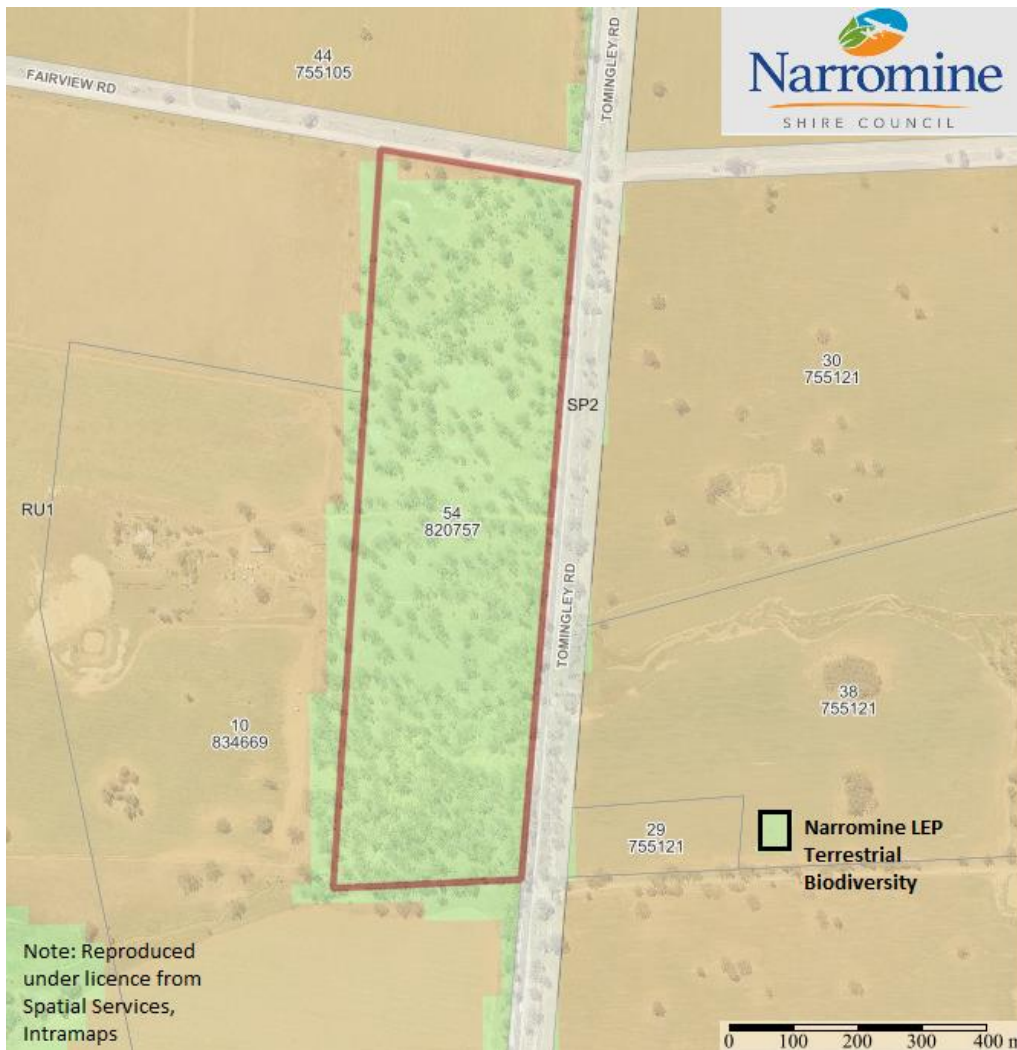 44
755105
FAIRVIEW RD
TOMINGLEY RD
Narromine
SHIRE COUNCIL
30
755121
SP2
54
820757
RU1
TOMINGLEY RD
38
755121
10
834669
29
755121
Narromine LEP
Terrestrial
Biodiversity
Note: Reproduced
under licence from
Spatial Services,
Intramaps
0 100 200 300 400 m